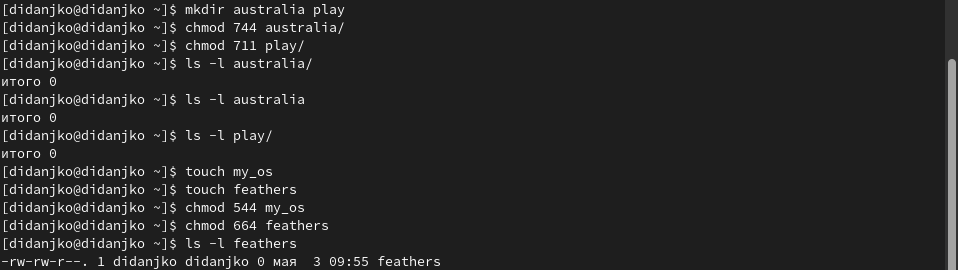 [didanjko@didanjko ~]$ mkdir australia play
[didanjko@didanjko ~]$ chmod 744 australia/
[didanjko@didanjko ~]$ chmod 711 play/
[didanjko@didanjko ~]$ ls -l australia/
итого 0
[didanjko@didanjko ~]$ ls -l australia
итого 0
[didanjko@didanjko ~]$ ls -l play/
итого 0
[didanjko@didanjko ~]$ touch my_os
[didanjko@didanjko ~]$ touch feathers
[didanjko@didanjko ~]$ chmod 544 my_os
[didanjko@didanjko ~]$ chmod 664 feathers
[didanjko@didanjko ~]$ ls -l feathers
-rw-rw-r--. 1 didanjko didanjko 0 мая  3 09:55 feathers